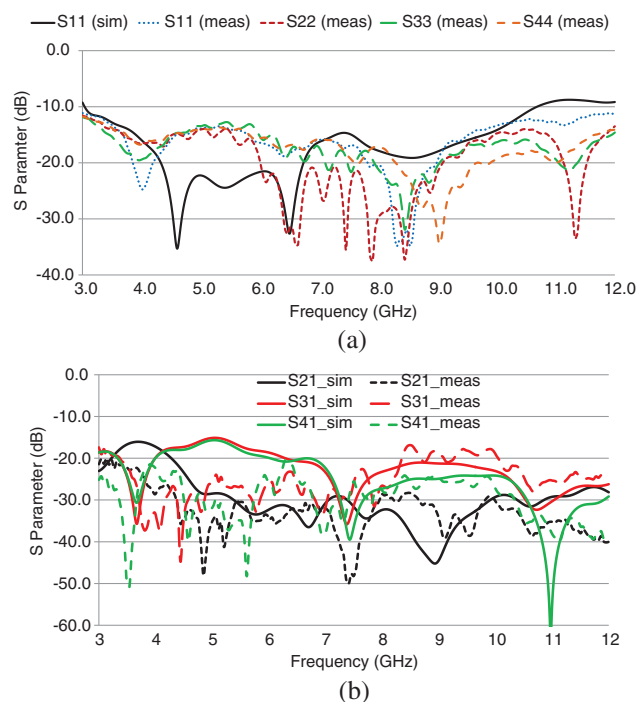 S11 (sim) S11 (meas) S22 (meas) S33 (meas) S44 (meas)
0.0
-10.0
-20.0
-30.0
-40.0
S Paramter (dB)
3.0 4.0 5.0 6.0 7.0 8.0 9.0 10.0 11.0 12.0
Frequency (GHz)
(a)
S21_sim S21_meas
S31_sim S31_meas
S41_sim S41_meas
0.0
-10.0
-20.0
-30.0
-40.0
-50.0
-60.0
S Parameter (dB)
3 4 5 6 7 8 9 10 11 12
Frequency (GHz)
(b)